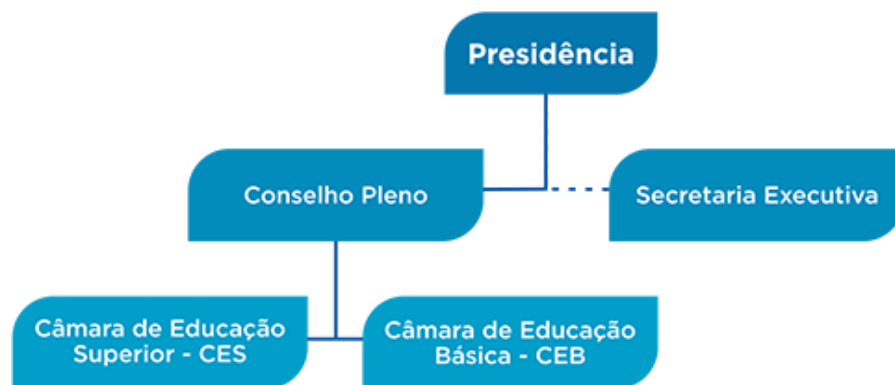 Presidência
Conselho Pleno
Secretaria Executiva
Câmara de Educação
Superior - CES
Câmara de Educação
Básica - CEB